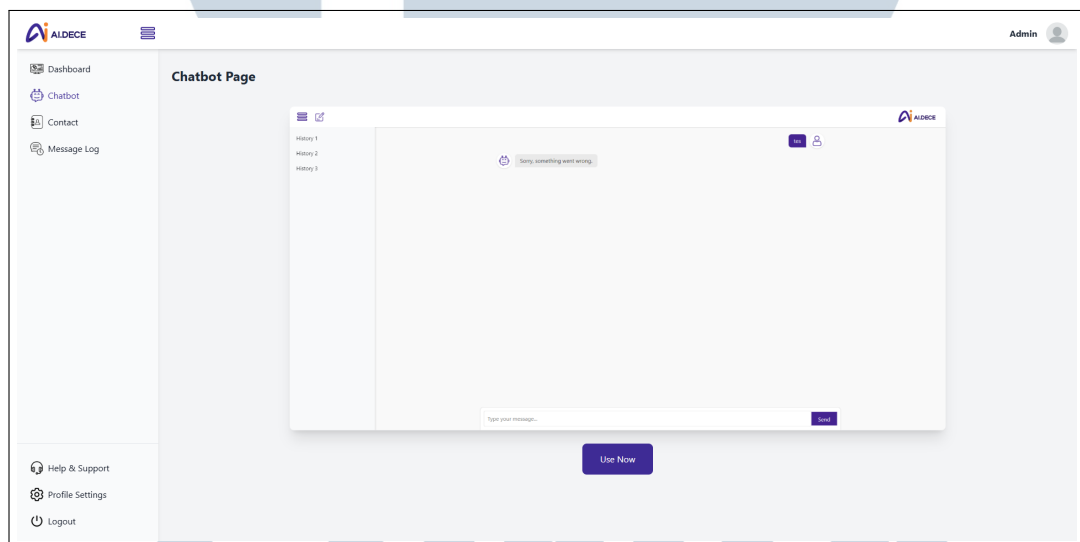 AI.DECE
Admin
Dashboard
Chatbot
Contact
Message Log
Help & Support
Profile Settings
Logout
Chatbot Page
AI.DECE
History 1
History 2
History 3
tes
Sorry, something went wrong.
Type your message...
Send
Use Now